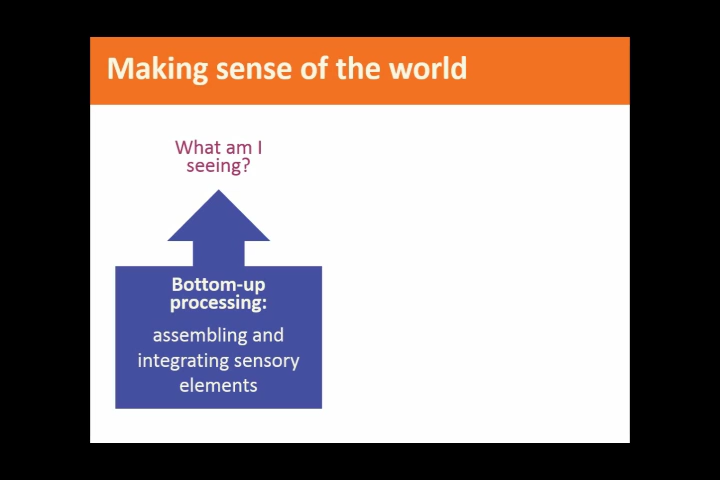 Making sense of the world
What am I
seeing?
Bottom-up
processing:
assembling and
integrating sensory
elements